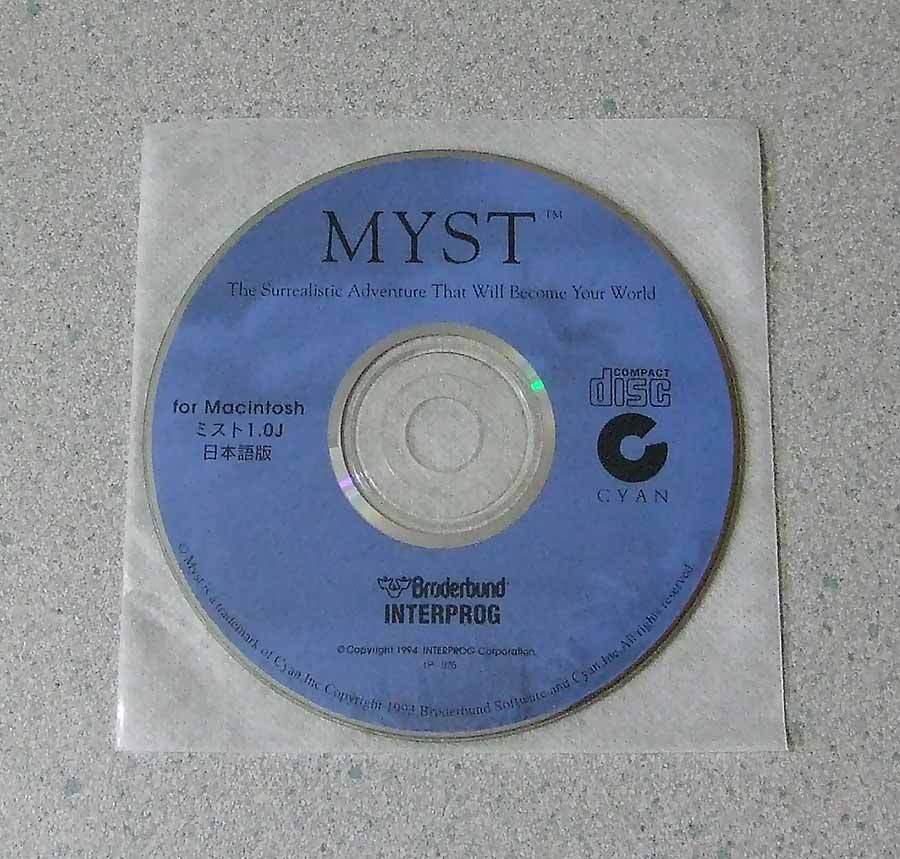 MYST™
The Surrealistic Adventure That Will Become Your World
for Macintosh
ミスト1.0J
日本語版
COMPACT
disc
CYAN
Brøderbund
INTERPROG
© Copyright 1994 INTERPROG Corporation.
© Myst is a trademark of Cyan Inc Copyright 1993 Brøderbund Software and Cyan Inc All rights reserved